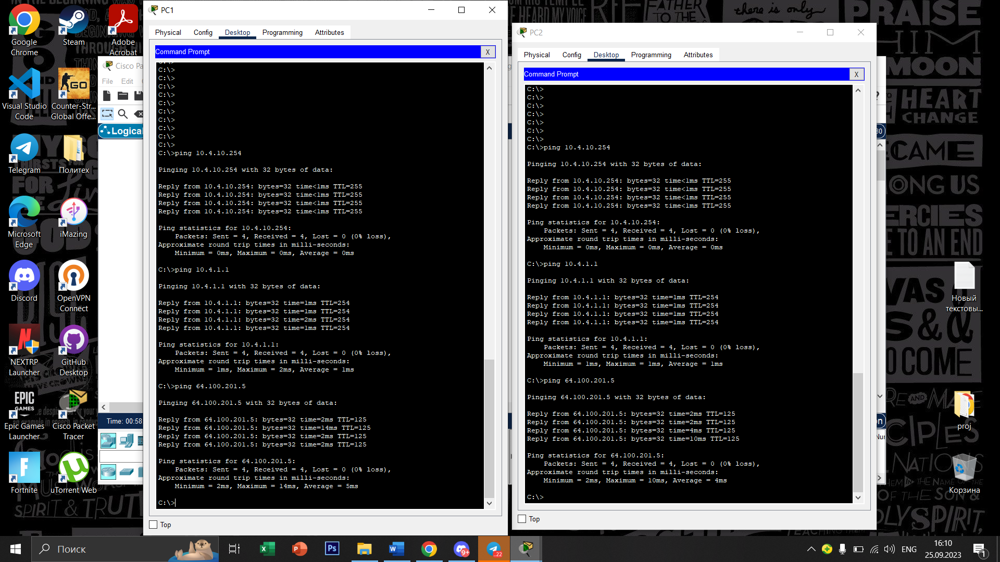 PC1
Physical
Config
Desktop
Programming
Attributes
Command Prompt
X
C:\>
C:\>
C:\>
C:\>
C:\>
C:\>
C:\>
C:\>
C:\>
C:\>
C:\>ping 10.4.10.254
Pinging 10.4.10.254 with 32 bytes of data:
Reply from 10.4.10.254: bytes=32 time<1ms TTL=255
Reply from 10.4.10.254: bytes=32 time<1ms TTL=255
Reply from 10.4.10.254: bytes=32 time<1ms TTL=255
Reply from 10.4.10.254: bytes=32 time<1ms TTL=255
Ping statistics for 10.4.10.254:
Packets: Sent = 4, Received = 4, Lost = 0 (0% loss),
Approximate round trip times in milli-seconds:
Minimum = 0ms, Maximum = 0ms, Average = 0ms
C:\>ping 10.4.1.1
Pinging 10.4.1.1 with 32 bytes of data:
Reply from 10.4.1.1: bytes=32 time=1ms TTL=254
Reply from 10.4.1.1: bytes=32 time=1ms TTL=254
Reply from 10.4.1.1: bytes=32 time=2ms TTL=254
Reply from 10.4.1.1: bytes=32 time=1ms TTL=254
Ping statistics for 10.4.1.1:
Packets: Sent = 4, Received = 4, Lost = 0 (0% loss),
Approximate round trip times in milli-seconds:
Minimum = 1ms, Maximum = 2ms, Average = 1ms
C:\>ping 64.100.201.5
Pinging 64.100.201.5 with 32 bytes of data:
Reply from 64.100.201.5: bytes=32 time=2ms TTL=125
Reply from 64.100.201.5: bytes=32 time=14ms TTL=125
Reply from 64.100.201.5: bytes=32 time=2ms TTL=125
Reply from 64.100.201.5: bytes=32 time=2ms TTL=125
Ping statistics for 64.100.201.5:
Packets: Sent = 4, Received = 4, Lost = 0 (0% loss),
Approximate round trip times in milli-seconds:
Minimum = 2ms, Maximum = 14ms, Average = 5ms
C:\>
Top
PC2
Physical
Config
Desktop
Programming
Attributes
Command Prompt
X
C:\>
C:\>
C:\>
C:\>
C:\>
C:\>
C:\>
C:\>ping 10.4.10.254
Pinging 10.4.10.254 with 32 bytes of data:
Reply from 10.4.10.254: bytes=32 time<1ms TTL=255
Reply from 10.4.10.254: bytes=32 time<1ms TTL=255
Reply from 10.4.10.254: bytes=32 time<1ms TTL=255
Reply from 10.4.10.254: bytes=32 time<1ms TTL=255
Ping statistics for 10.4.10.254:
Packets: Sent = 4, Received = 4, Lost = 0 (0% loss),
Approximate round trip times in milli-seconds:
Minimum = 0ms, Maximum = 0ms, Average = 0ms
C:\>ping 10.4.1.1
Pinging 10.4.1.1 with 32 bytes of data:
Reply from 10.4.1.1: bytes=32 time=1ms TTL=254
Reply from 10.4.1.1: bytes=32 time=1ms TTL=254
Reply from 10.4.1.1: bytes=32 time=1ms TTL=254
Reply from 10.4.1.1: bytes=32 time=1ms TTL=254
Ping statistics for 10.4.1.1:
Packets: Sent = 4, Received = 4, Lost = 0 (0% loss),
Approximate round trip times in milli-seconds:
Minimum = 1ms, Maximum = 1ms, Average = 1ms
C:\>ping 64.100.201.5
Pinging 64.100.201.5 with 32 bytes of data:
Reply from 64.100.201.5: bytes=32 time=2ms TTL=125
Reply from 64.100.201.5: bytes=32 time=2ms TTL=125
Reply from 64.100.201.5: bytes=32 time=4ms TTL=125
Reply from 64.100.201.5: bytes=32 time=10ms TTL=125
Ping statistics for 64.100.201.5:
Packets: Sent = 4, Received = 4, Lost = 0 (0% loss),
Approximate round trip times in milli-seconds:
Minimum = 2ms, Maximum = 10ms, Average = 4ms
C:\>
Top
Google
Chrome
Steam
Adobe
Acrobat
Visual Studio
Code
Counter-Str...
Global Offe...
Telegram
Политех
Microsoft
Edge
iMazing
Discord
OpenVPN
Connect
NEXTRP
Launcher
GitHub
Desktop
Epic Games
Launcher
Cisco Packet
Tracer
Fortnite
uTorrent Web
Cisco Pa
File
Edit
Logical
Time: 00:58
EPIC
GAMES
GO
Новый
текстовы...
proj
Корзина
PRAISE
HIM
MOON
HEART
CHANGE
CAME
ONG US
ERCIES
E TO AN END
COME
THE NATIONS
OF THE SON &
SPIRIT & TRUTH
Поиск
Ps
9+
..22
ENG
16:10
25.09.2023
1